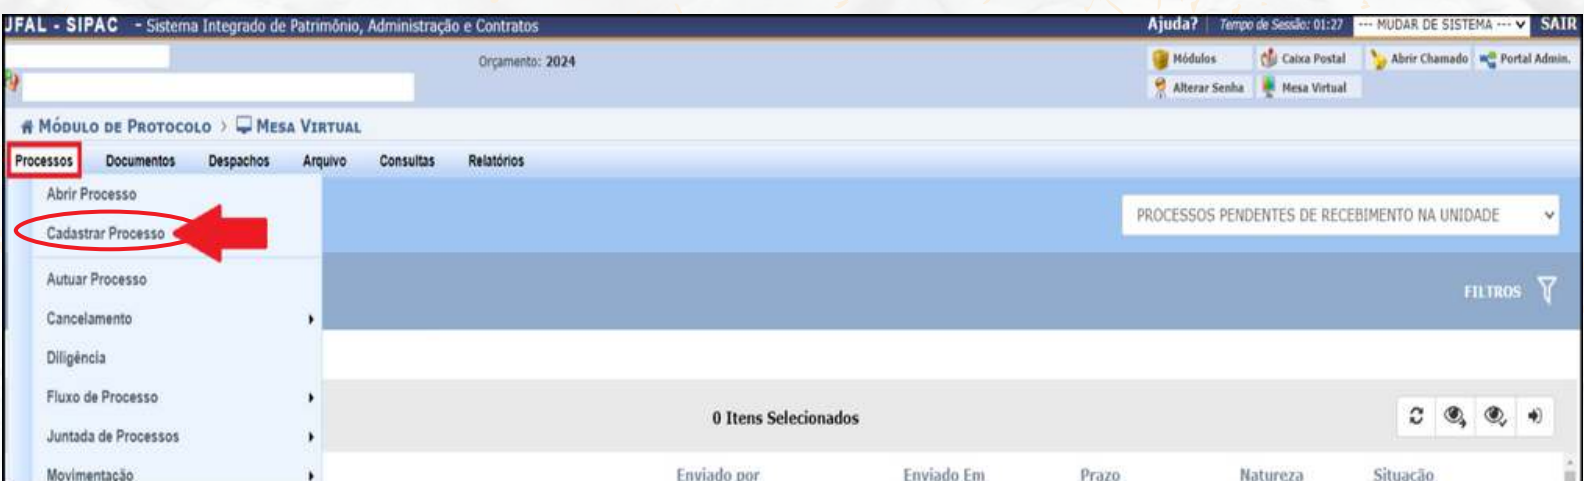 UFAL - SIPAC - Sistema Integrado de Patrimônio, Administração e Contratos
Ajuda? Tempo de Sessão: 01:27 --- MUDAR DE SISTEMA --- SAIR
Orçamento: 2024
Módulos Caixa Postal Abrir Chamado Portal Admin.
Alterar Senha Mesa Virtual
MÓDULO DE PROTOCOLO > MESA VIRTUAL
Processos Documentos Despachos Arquivo Consultas Relatórios
Abrir Processo
PROCESSOS PENDENTES DE RECEBIMENTO NA UNIDADE
Cadastrar Processo
Autuar Processo
FILTROS
Cancelamento
Diligência
Fluxo de Processo
0 Itens Selecionados
Juntada de Processos
Movimentação Enviado por Enviado Em Prazo Natureza Situação